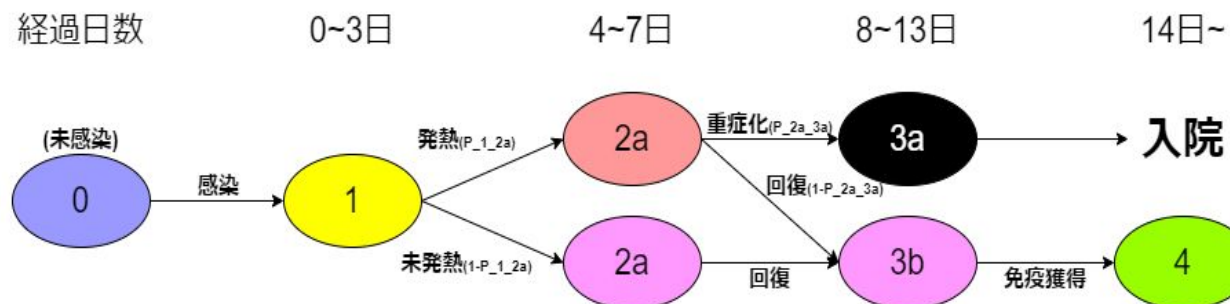 経過日数 0~3日 4~7日 8~13日 14日~
(未感染)
0
感染
1
発熱(P_1_2a)
未発熱(1-P_1_2a)
2a
2a
重症化(P_2a_3a)
回復(1-P_2a_3a)
回復
3a
3b
入院
免疫獲得
4